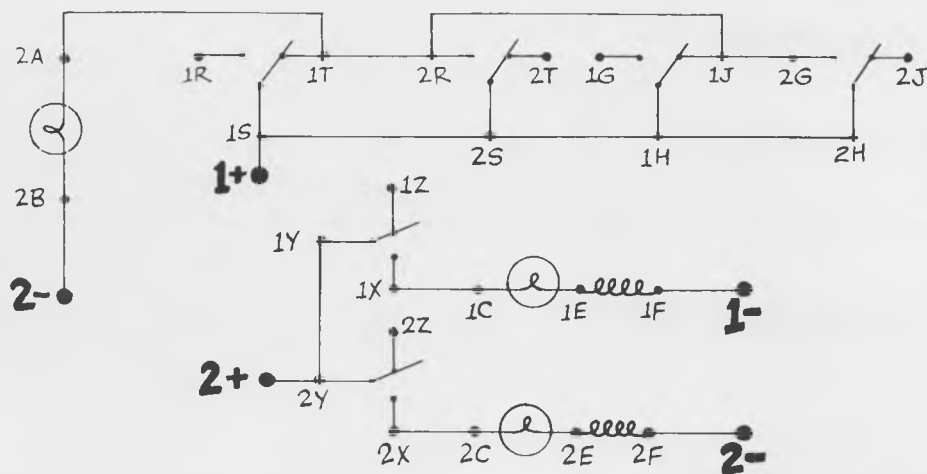 2A
1R 1T 2R 2T 1G 1J 2G 2J
1S 2S 1H 2H
1+
2B
1Z
1Y
2-
1X 1C 1E 1F 1-
2Z
2+
2Y
2X 2C 2E 2F 2-